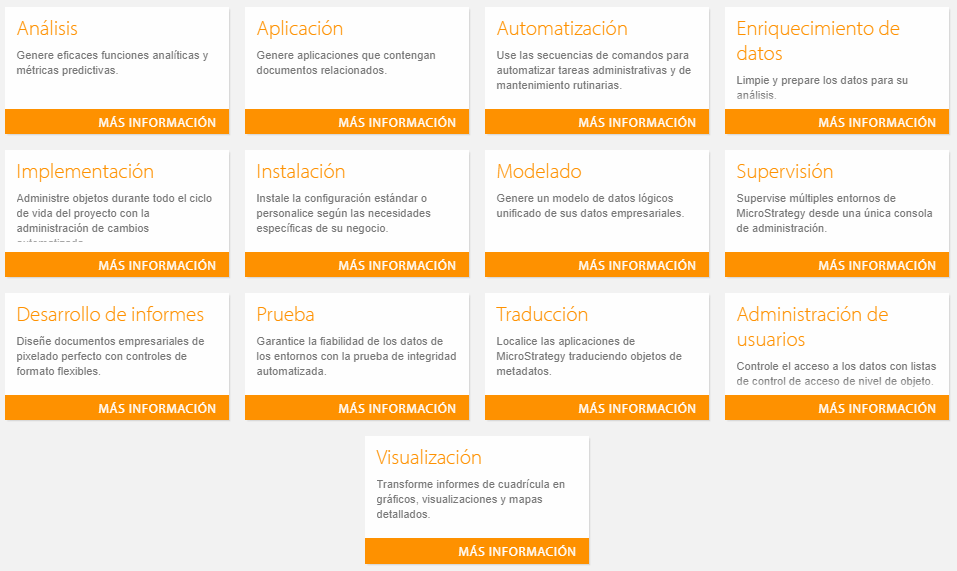 Análisis
Genere eficaces funciones analíticas y
métricas predictivas.
MÁS INFORMACIÓN
Aplicación
Genere aplicaciones que contengan
documentos relacionados.
MÁS INFORMACIÓN
Automatización
Use las secuencias de comandos para
automatizar tareas administrativas y de
mantenimiento rutinarias.
MÁS INFORMACIÓN
Enriquecimiento de
datos
Limpie y prepare los datos para su
análisis.
MÁS INFORMACIÓN
Implementación
Administre objetos durante todo el ciclo
de vida del proyecto con la
administración de cambios
MÁS INFORMACIÓN
Instalación
Instale la configuración estándar o
personalice según las necesidades
específicas de su negocio.
MÁS INFORMACIÓN
Modelado
Genere un modelo de datos lógicos
unificado de sus datos empresariales.
MÁS INFORMACIÓN
Supervisión
Supervise múltiples entornos de
MicroStrategy desde una única consola
de administración.
MÁS INFORMACIÓN
Desarrollo de informes
Diseñe documentos empresariales de
pixelado perfecto con controles de
formato flexibles.
MÁS INFORMACIÓN
Prueba
Garantice la fiabilidad de los datos de
los entornos con la prueba de integridad
automatizada.
MÁS INFORMACIÓN
Traducción
Localice las aplicaciones de
MicroStrategy traduciendo objetos de
metadatos.
MÁS INFORMACIÓN
Administración de
usuarios
Controle el acceso a los datos con listas
de control de acceso de nivel de objeto.
MÁS INFORMACIÓN
Visualización
Transforme informes de cuadrícula en
gráficos, visualizaciones y mapas
detallados.
MÁS INFORMACIÓN